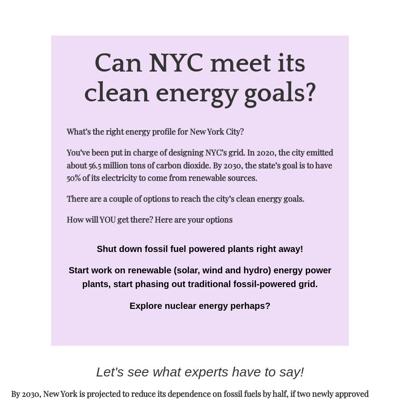 Can NYC meet its
clean energy goals?
What's the right energy profile for New York City?
You've been put in charge of designing NYC's grid. In 2020, the city emitted
about 56.5 million tons of carbon dioxide. By 2030, the state's goal is to have
50% of its electricity to come from renewable sources.
There are a couple of options to reach the city's clean energy goals.
How will YOU get there? Here are your options
Shut down fossil fuel powered plants right away!
Start work on renewable (solar, wind and hydro) energy power
plants, start phasing out traditional fossil-powered grid.
Explore nuclear energy perhaps?
Let's see what experts have to say!
By 2030, New York is projected to reduce its dependence on fossil fuels by half, if two newly approved